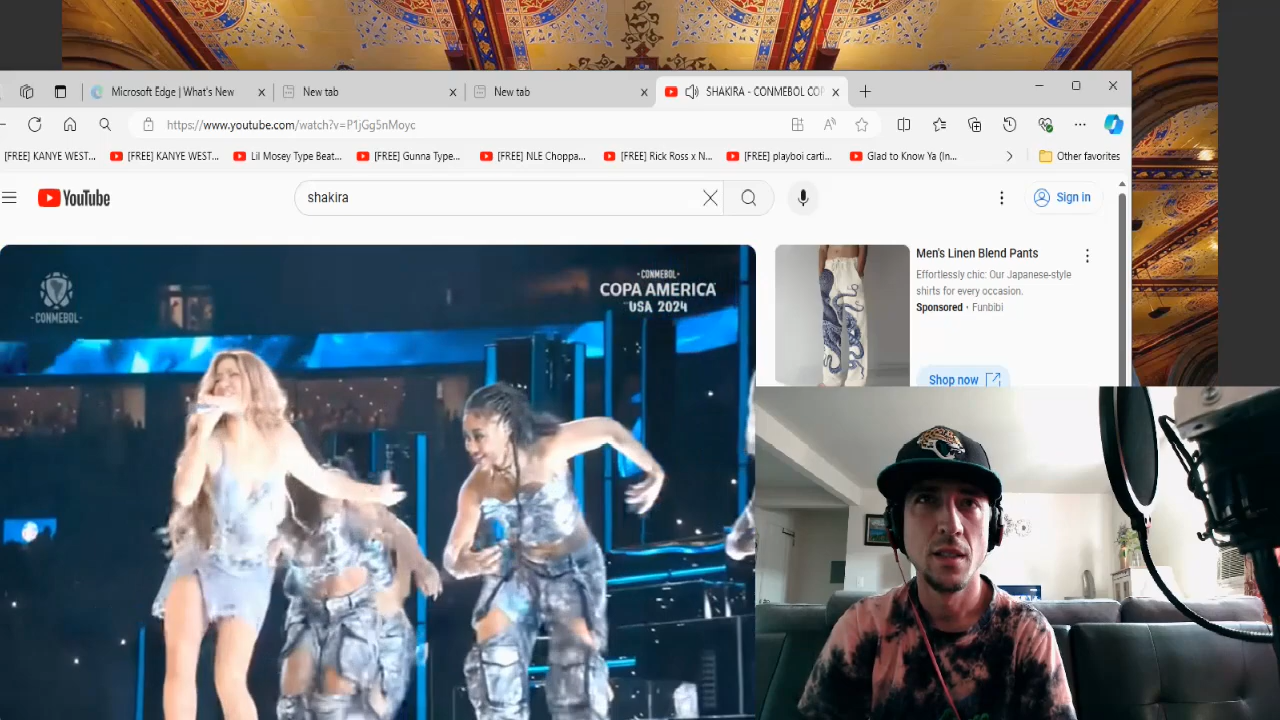 Microsoft Edge | What's New
New tab
New tab
SHAKIRA - CONMEBOL COP
https://www.youtube.com/watch?v=P1jGg5nMoyc
[FREE] KANYE WEST...
[FREE] KANYE WEST...
Lil Mosey Type Beat...
[FREE] Gunna Type...
[FREE] NLE Choppa...
[FREE] Rick Ross x N...
[FREE] playboi carti...
Glad to Know Ya (In...
Other favorites
YouTube
shakira
Sign in
CONMEBOL
COPA AMERICA
USA 2024
CONMEBOL
Men's Linen Blend Pants
Effortlessly chic: Our Japanese-style
shirts for every occasion.
Sponsored · Funbibi
Shop now